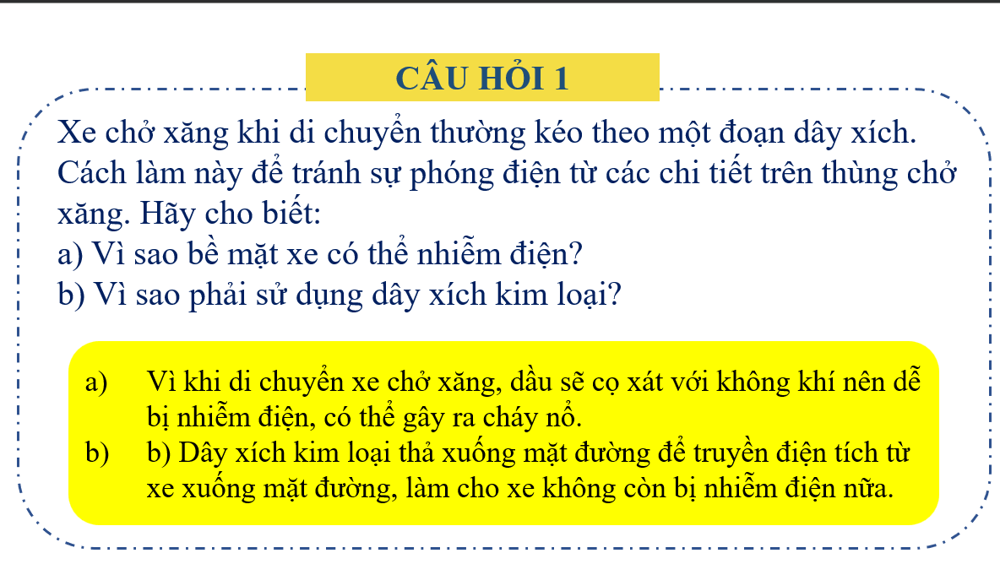 CÂU HỎI 1
Xe chở xăng khi di chuyển thường kéo theo một đoạn dây xích.
Cách làm này để tránh sự phóng điện từ các chi tiết trên thùng chở
xăng. Hãy cho biết:
a) Vì sao bề mặt xe có thể nhiễm điện?
b) Vì sao phải sử dụng dây xích kim loại?
a) Vì khi di chuyển xe chở xăng, dầu sẽ cọ xát với không khí nên dễ
bị nhiễm điện, có thể gây ra cháy nổ.
b) b) Dây xích kim loại thả xuống mặt đường để truyền điện tích từ
xe xuống mặt đường, làm cho xe không còn bị nhiễm điện nữa.